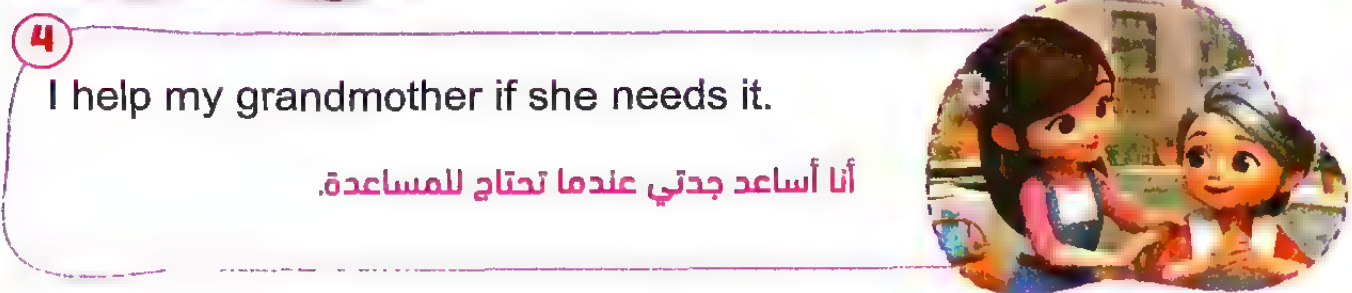 4
I help my grandmother if she needs it.
أنا أساعد جدتي عندما تحتاج للمساعدة.